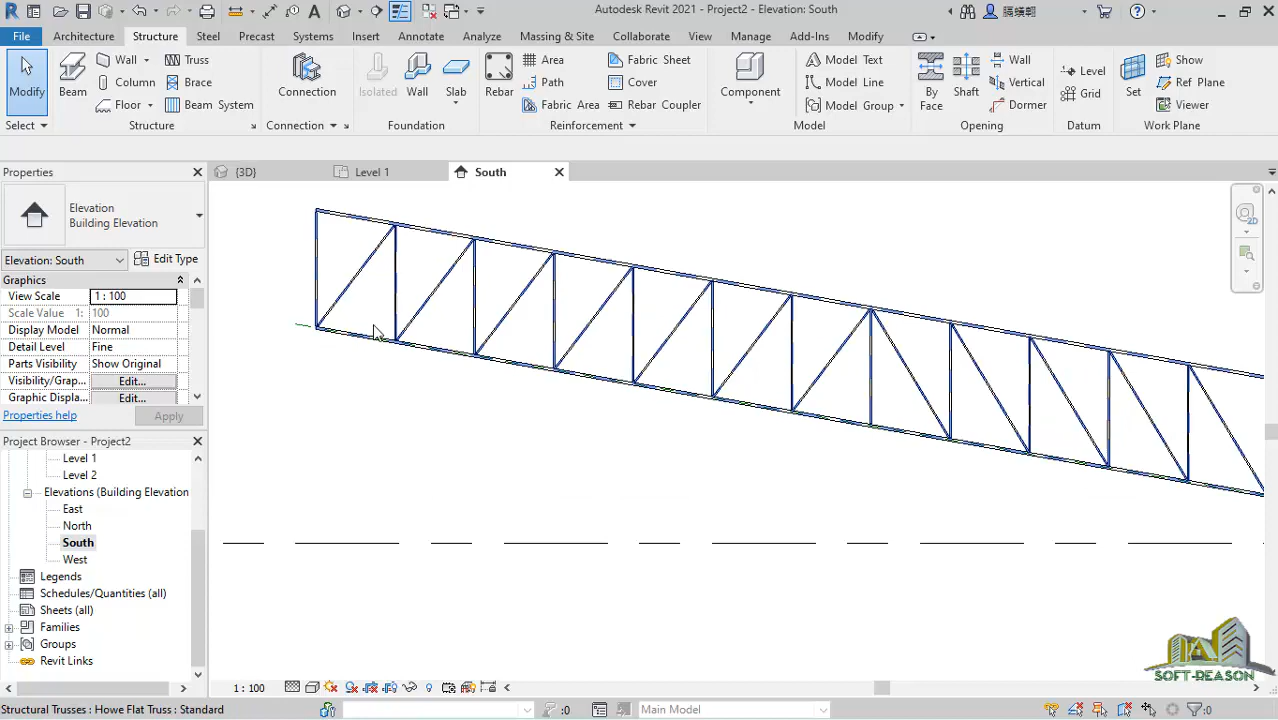 Autodesk Revit 2021 - Project2 - Elevation: South
File Architecture Structure Steel Precast Systems Insert Annotate Analyze Massing & Site Collaborate View Manage Add-Ins Modify
Modify
Select
Beam
Wall
Column
Floor
Truss
Brace
Beam System
Structure
Connection
Connection
Isolated
Wall
Slab
Foundation
Rebar
Area
Path
Fabric Area
Fabric Sheet
Cover
Rebar Coupler
Reinforcement
Component
Model Text
Model Line
Model Group
Model
By Face
Shaft
Wall
Vertical
Dormer
Opening
Level
Grid
Datum
Set
Show
Ref Plane
Viewer
Work Plane
Properties
{3D}
Level 1
South
Elevation
Building Elevation
Elevation: South
Edit Type
Graphics
View Scale 1 : 100
Scale Value 1: 100
Display Model Normal
Detail Level Fine
Parts Visibility Show Original
Visibility/Grap... Edit...
Graphic Displa... Edit...
Properties help Apply
Project Browser - Project2
Level 1
Level 2
Elevations (Building Elevation
East
North
South
West
Legends
Schedules/Quantities (all)
Sheets (all)
Families
Groups
Revit Links
1 : 100
SOFT-REASON
Structural Trusses : Howe Flat Truss : Standard
:0
Main Model
:0